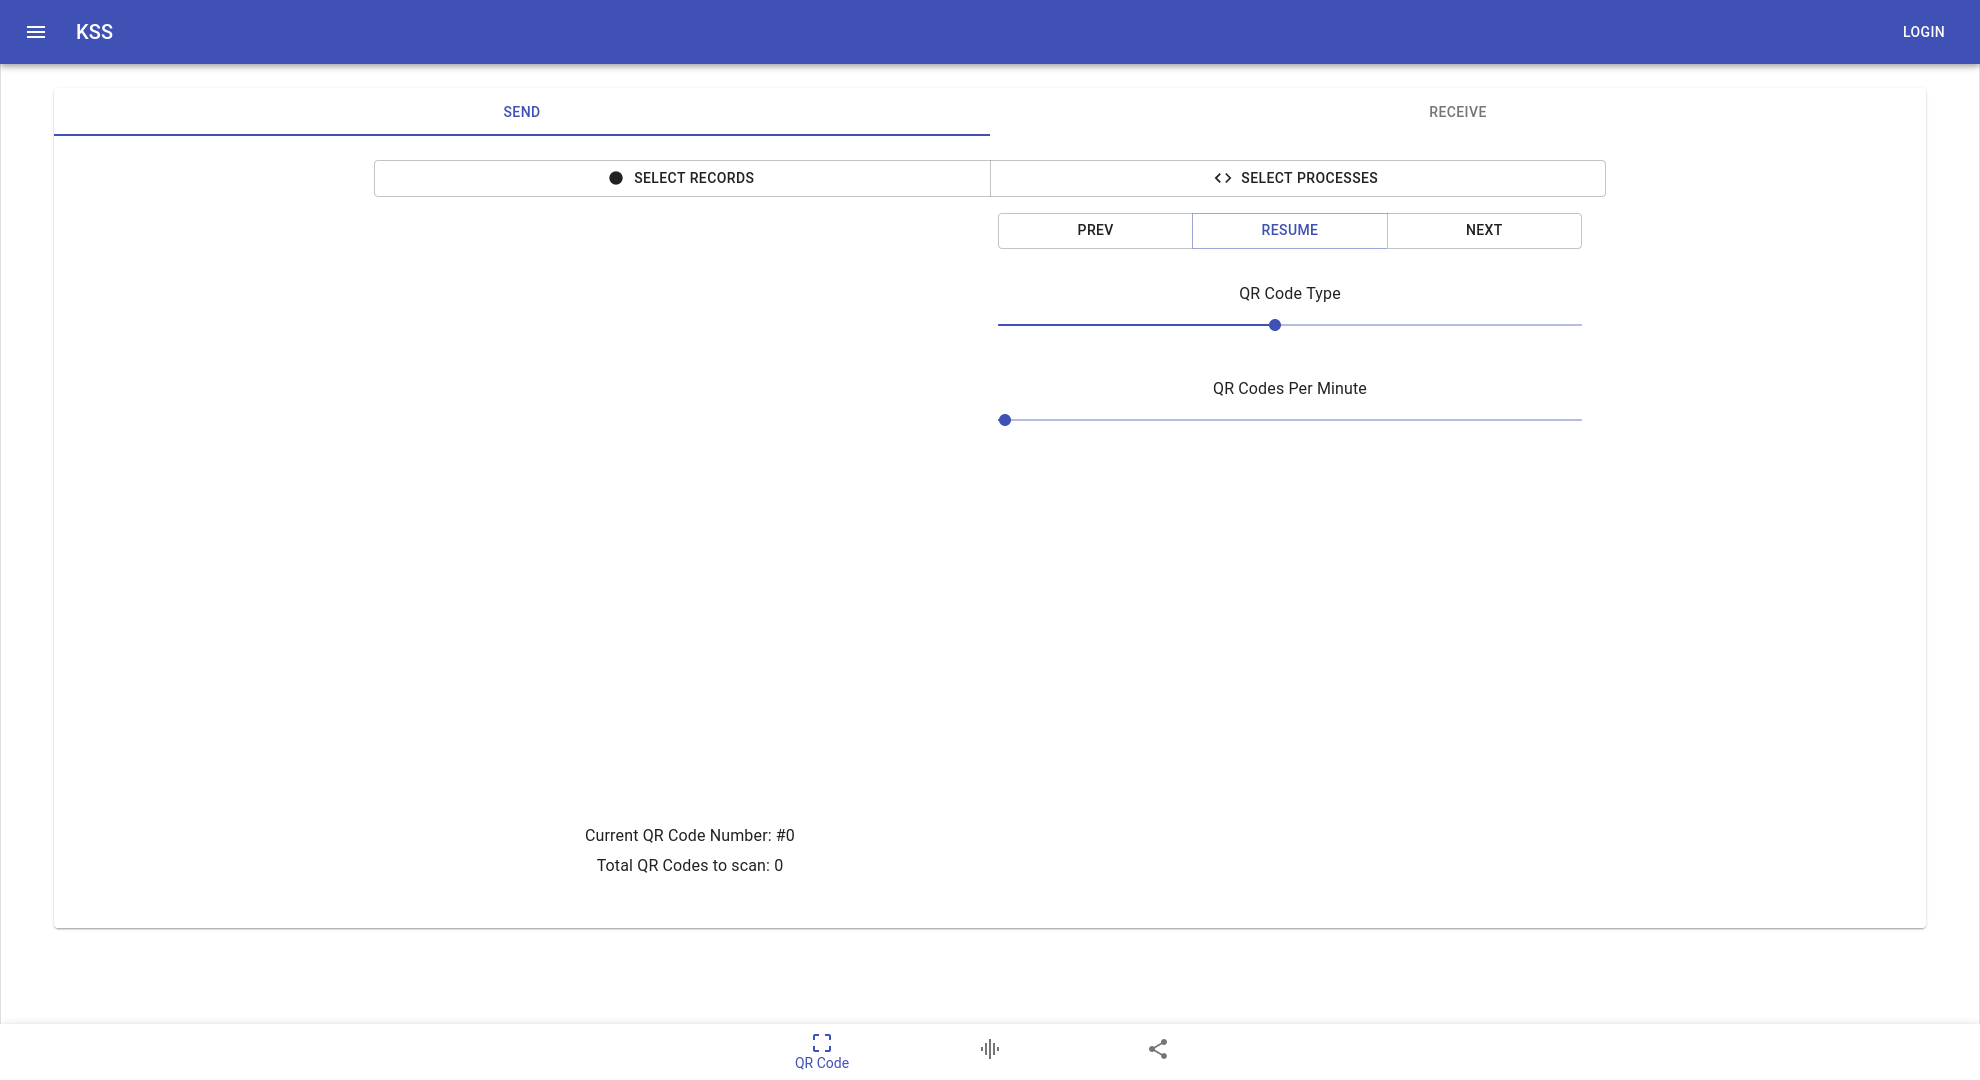 KSS
LOGIN
SEND
RECEIVE
SELECT RECORDS
SELECT PROCESSES
PREV
RESUME
NEXT
QR Code Type
QR Codes Per Minute
Current QR Code Number: #0
Total QR Codes to scan: 0
QR Code